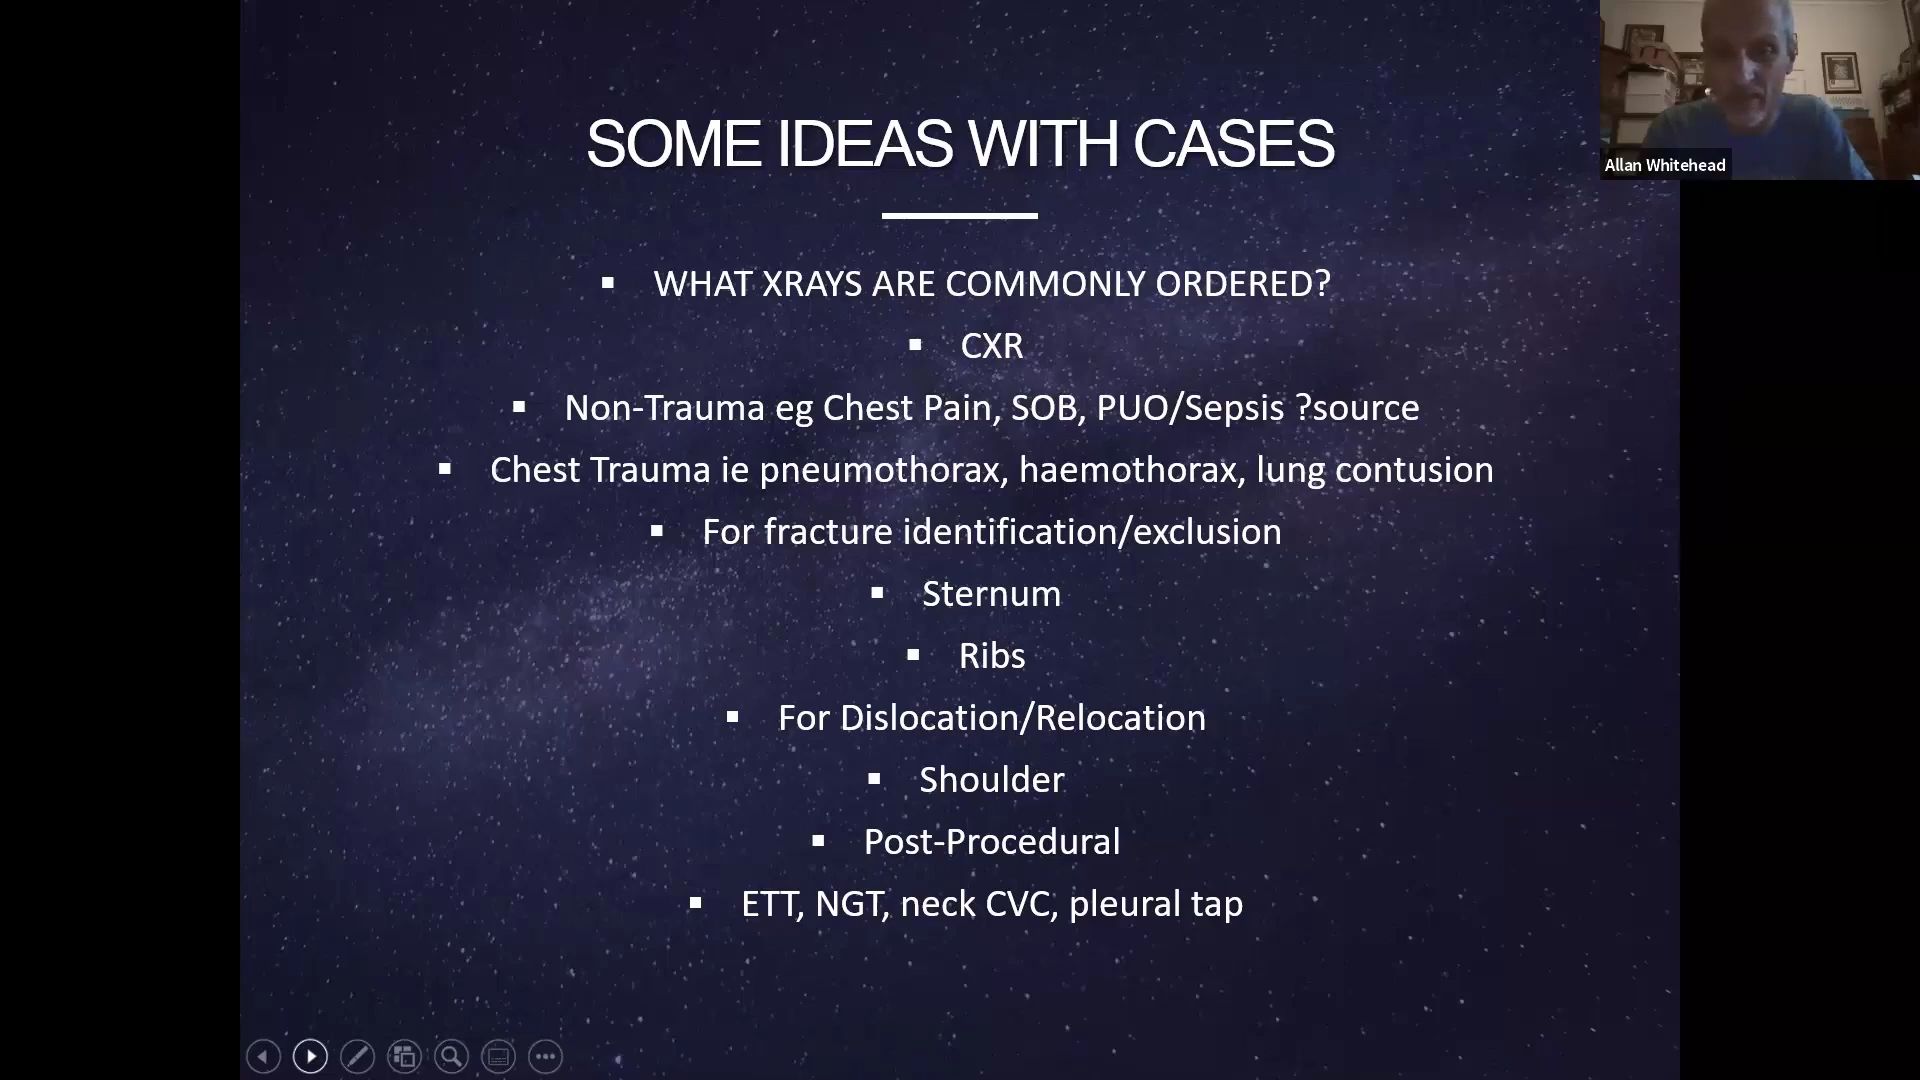 SOME IDEAS WITH CASES
Allan Whitehead
▪ WHAT XRAYS ARE COMMONLY ORDERED?
▪ CXR
▪ Non-Trauma eg Chest Pain, SOB, PUO/Sepsis ?source
▪ Chest Trauma ie pneumothorax, haemothorax, lung contusion
▪ For fracture identification/exclusion
▪ Sternum
▪ Ribs
▪ For Dislocation/Relocation
▪ Shoulder
▪ Post-Procedural
▪ ETT, NGT, neck CVC, pleural tap